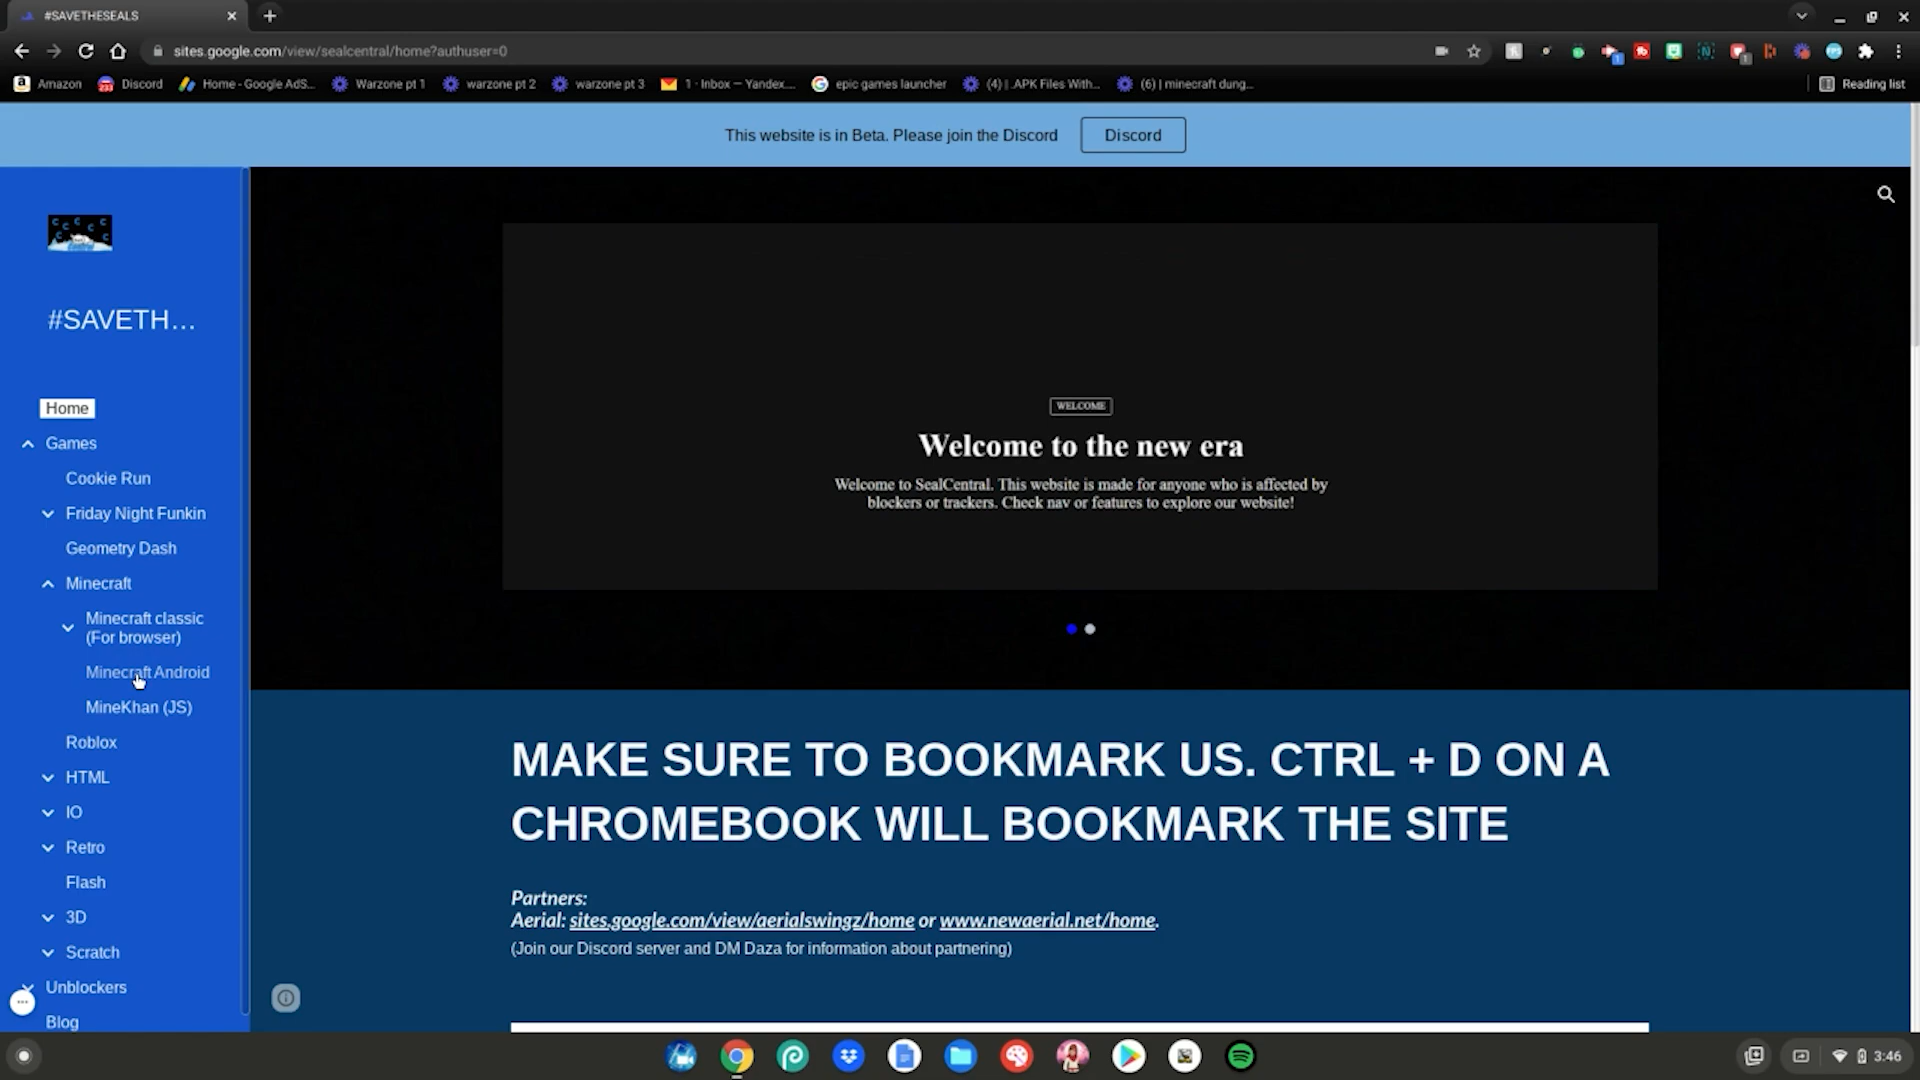 #SAVETHESEALS
sites.google.com/view/sealcentral/home?authuser=0
Amazon
Discord
Home - Google AdS...
Warzone pt 1
warzone pt 2
warzone pt 3
1 · Inbox — Yandex....
epic games launcher
(4) | .APK Files With...
(6) | minecraft dung...
Reading list
This website is in Beta. Please join the Discord
Discord
#SAVETH...
Home
Games
Cookie Run
Friday Night Funkin
Geometry Dash
Minecraft
Minecraft classic
(For browser)
Minecraft Android
MineKhan (JS)
Roblox
HTML
IO
Retro
Flash
3D
Scratch
Unblockers
Blog
WELCOME
Welcome to the new era
Welcome to SealCentral. This website is made for anyone who is affected by
blockers or trackers. Check nav or features to explore our website!
MAKE SURE TO BOOKMARK US. CTRL + D ON A
CHROMEBOOK WILL BOOKMARK THE SITE
Partners:
Aerial: sites.google.com/view/aerialswingz/home or www.newaerial.net/home.
(Join our Discord server and DM Daza for information about partnering)
3:46